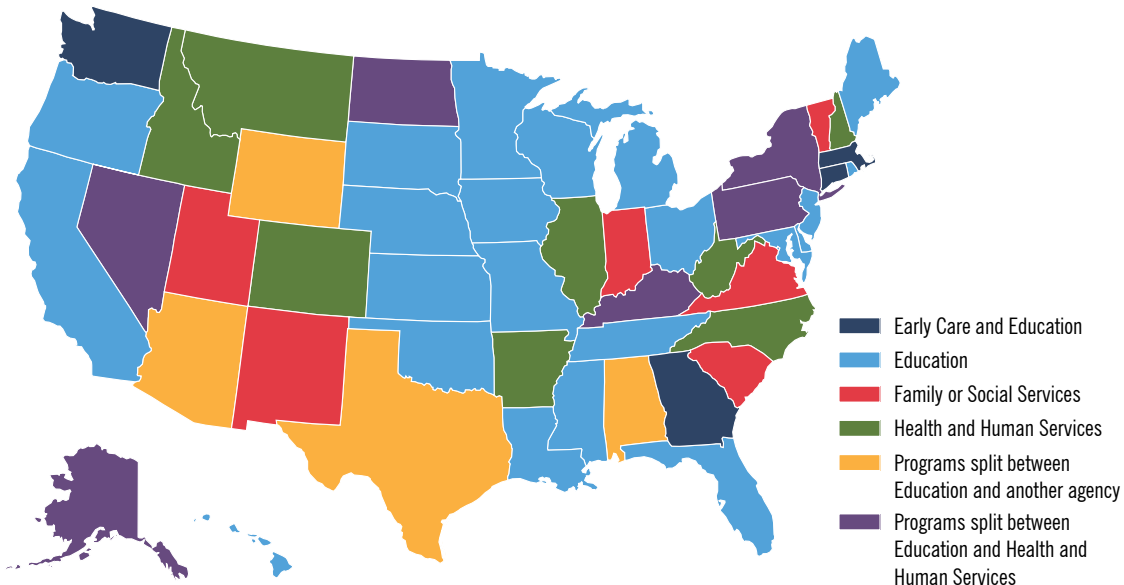 Early Care and Education
Education
Family or Social Services
Health and Human Services
Programs split between
Education and another agency
Programs split between
Education and Health and
Human Services